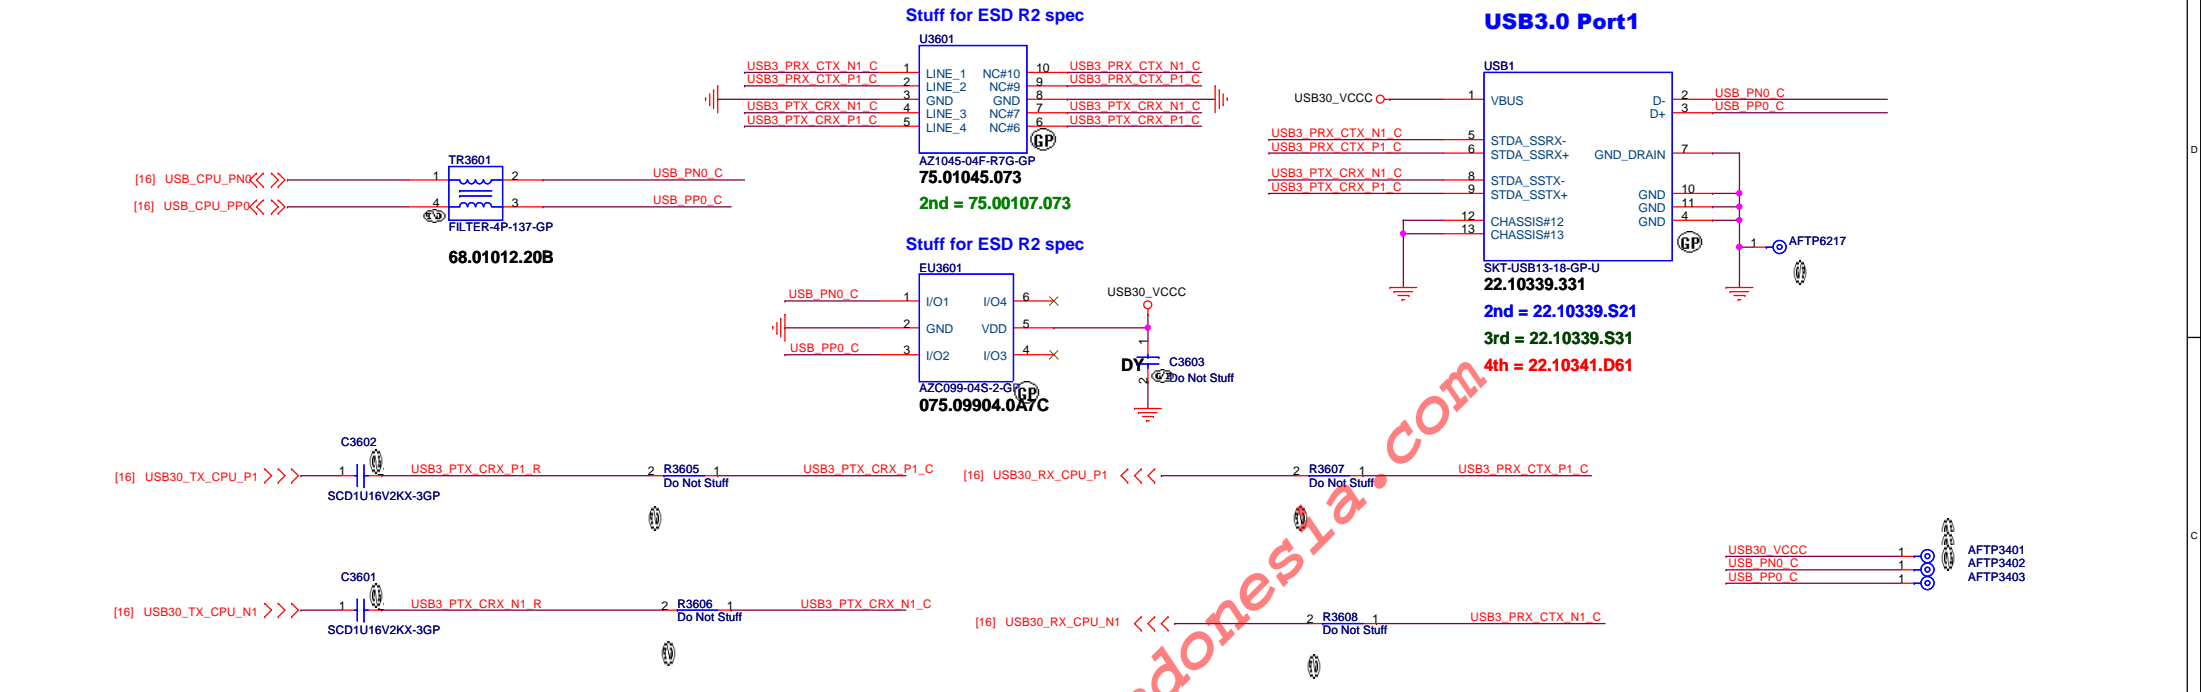 Stuff for ESD R2 spec
U3601
USB3_PRX_CTX_N1_C 1 LINE_1 NC#10 10 USB3_PRX_CTX_N1_C
USB3_PRX_CTX_P1_C 2 LINE_2 NC#9 9 USB3_PRX_CTX_P1_C
3 GND GND 8
USB3_PTX_CRX_N1_C 4 LINE_3 NC#7 7 USB3_PTX_CRX_N1_C
USB3_PTX_CRX_P1_C 5 LINE_4 NC#6 6 USB3_PTX_CRX_P1_C
GP
AZ1045-04F-R7G-GP
75.01045.073
2nd = 75.00107.073
USB3.0 Port1
USB1
USB30_VCCC 1 VBUS D- 2 USB_PN0_C
D+ 3 USB_PP0_C
USB3_PRX_CTX_N1_C 5 STDA_SSRX-
USB3_PRX_CTX_P1_C 6 STDA_SSRX+ GND_DRAIN 7
USB3_PTX_CRX_N1_C 8 STDA_SSTX-
USB3_PTX_CRX_P1_C 9 STDA_SSTX+ GND 10
GND 11
12 CHASSIS#12 GND 4
13 CHASSIS#13
GP
1 AFTP6217
SKT-USB13-18-GP-U
22.10339.331
2nd = 22.10339.S21
3rd = 22.10339.S31
4th = 22.10341.D61
D
TR3601
[16] USB_CPU_PN0 1 2 USB_PN0_C
[16] USB_CPU_PP0 4 3 USB_PP0_C
FILTER-4P-137-GP
68.01012.20B
Stuff for ESD R2 spec
EU3601
USB_PN0_C 1 I/O1 I/O4 6
2 GND VDD 5
USB_PP0_C 3 I/O2 I/O3 4
AZC099-04S-2-GP
GP
075.09904.0A7C
USB30_VCCC
1
DY
C3603
2
Do Not Stuff
C3602
[16] USB30_TX_CPU_P1 1 USB3_PTX_CRX_P1_R 2 R3605 1 USB3_PTX_CRX_P1_C
SCD1U16V2KX-3GP
Do Not Stuff
[16] USB30_RX_CPU_P1 2 R3607 1 USB3_PRX_CTX_P1_C
Do Not Stuff
C3601
[16] USB30_TX_CPU_N1 1 USB3_PTX_CRX_N1_R 2 R3606 1 USB3_PTX_CRX_N1_C
SCD1U16V2KX-3GP
Do Not Stuff
[16] USB30_RX_CPU_N1 2 R3608 1 USB3_PRX_CTX_N1_C
Do Not Stuff
USB30_VCCC 1 AFTP3401
USB_PN0_C 1 AFTP3402
USB_PP0_C 1 AFTP3403
C
ndonesia.com